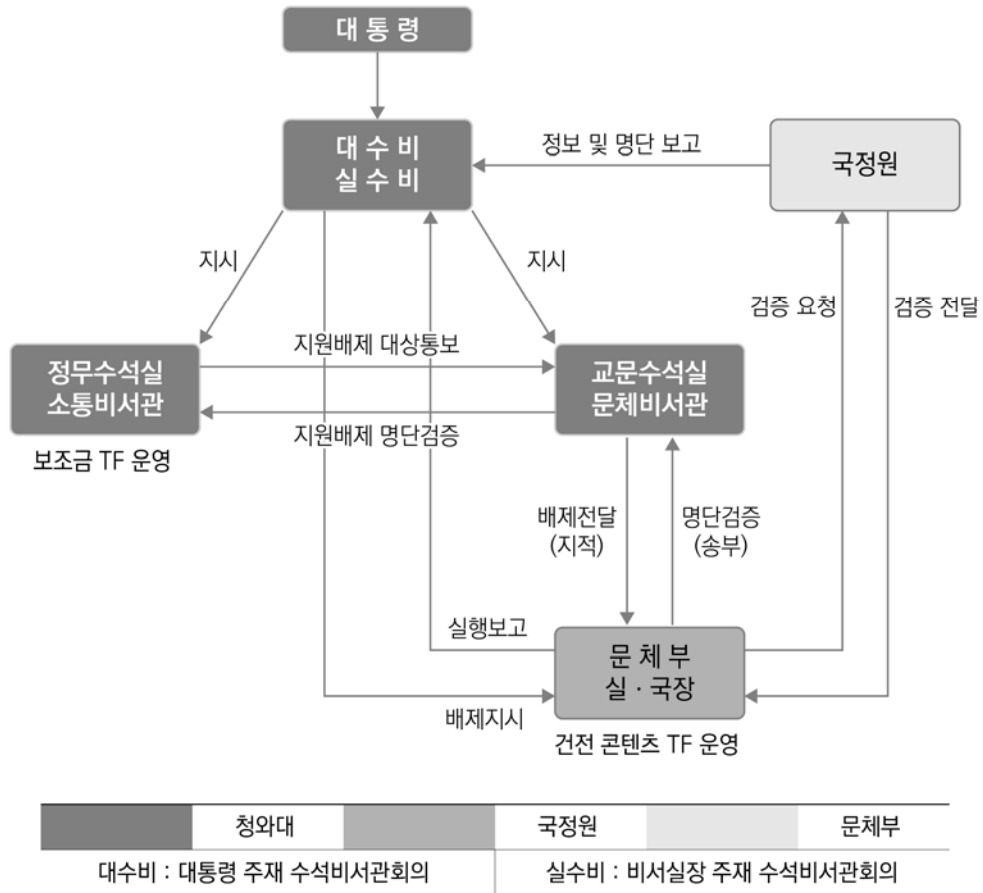 대 통 령
대 수 비
실 수 비
정보 및 명단 보고
국정원
지시
지시
검증 요청
검증 전달
지원배제 대상통보
정무수석실
소통비서관
교문수석실
문체비서관
지원배제 명단검증
보조금 TF 운영
배제전달
(지적)
명단검증
(송부)
실행보고
문 체 부
실 · 국장
배제지시
건전 콘텐츠 TF 운영
청와대
국정원
문체부
대수비 : 대통령 주재 수석비서관회의
실수비 : 비서실장 주재 수석비서관회의